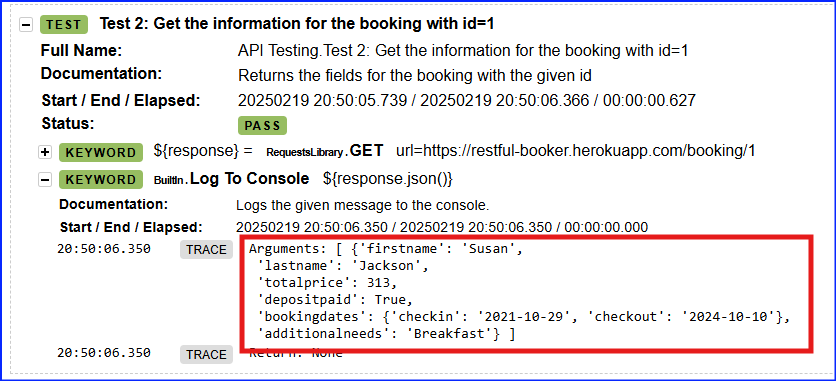 TEST Test 2: Get the information for the booking with id=1
Full Name: API Testing.Test 2: Get the information for the booking with id=1
Documentation: Returns the fields for the booking with the given id
Start / End / Elapsed: 20250219 20:50:05.739 / 20250219 20:50:06.366 / 00:00:00.627
Status: PASS
KEYWORD ${response} = RequestsLibrary.GET url=https://restful-booker.herokuapp.com/booking/1
KEYWORD BuiltIn.Log To Console ${response.json()}
Documentation: Logs the given message to the console.
Start / End / Elapsed: 20250219 20:50:06.350 / 20250219 20:50:06.350 / 00:00:00.000
20:50:06.350 TRACE Arguments: [ {'firstname': 'Susan',
'lastname': 'Jackson',
'totalprice': 313,
'depositpaid': True,
'bookingdates': {'checkin': '2021-10-29', 'checkout': '2024-10-10'},
'additionalneeds': 'Breakfast'} ]
20:50:06.350 TRACE Return: None